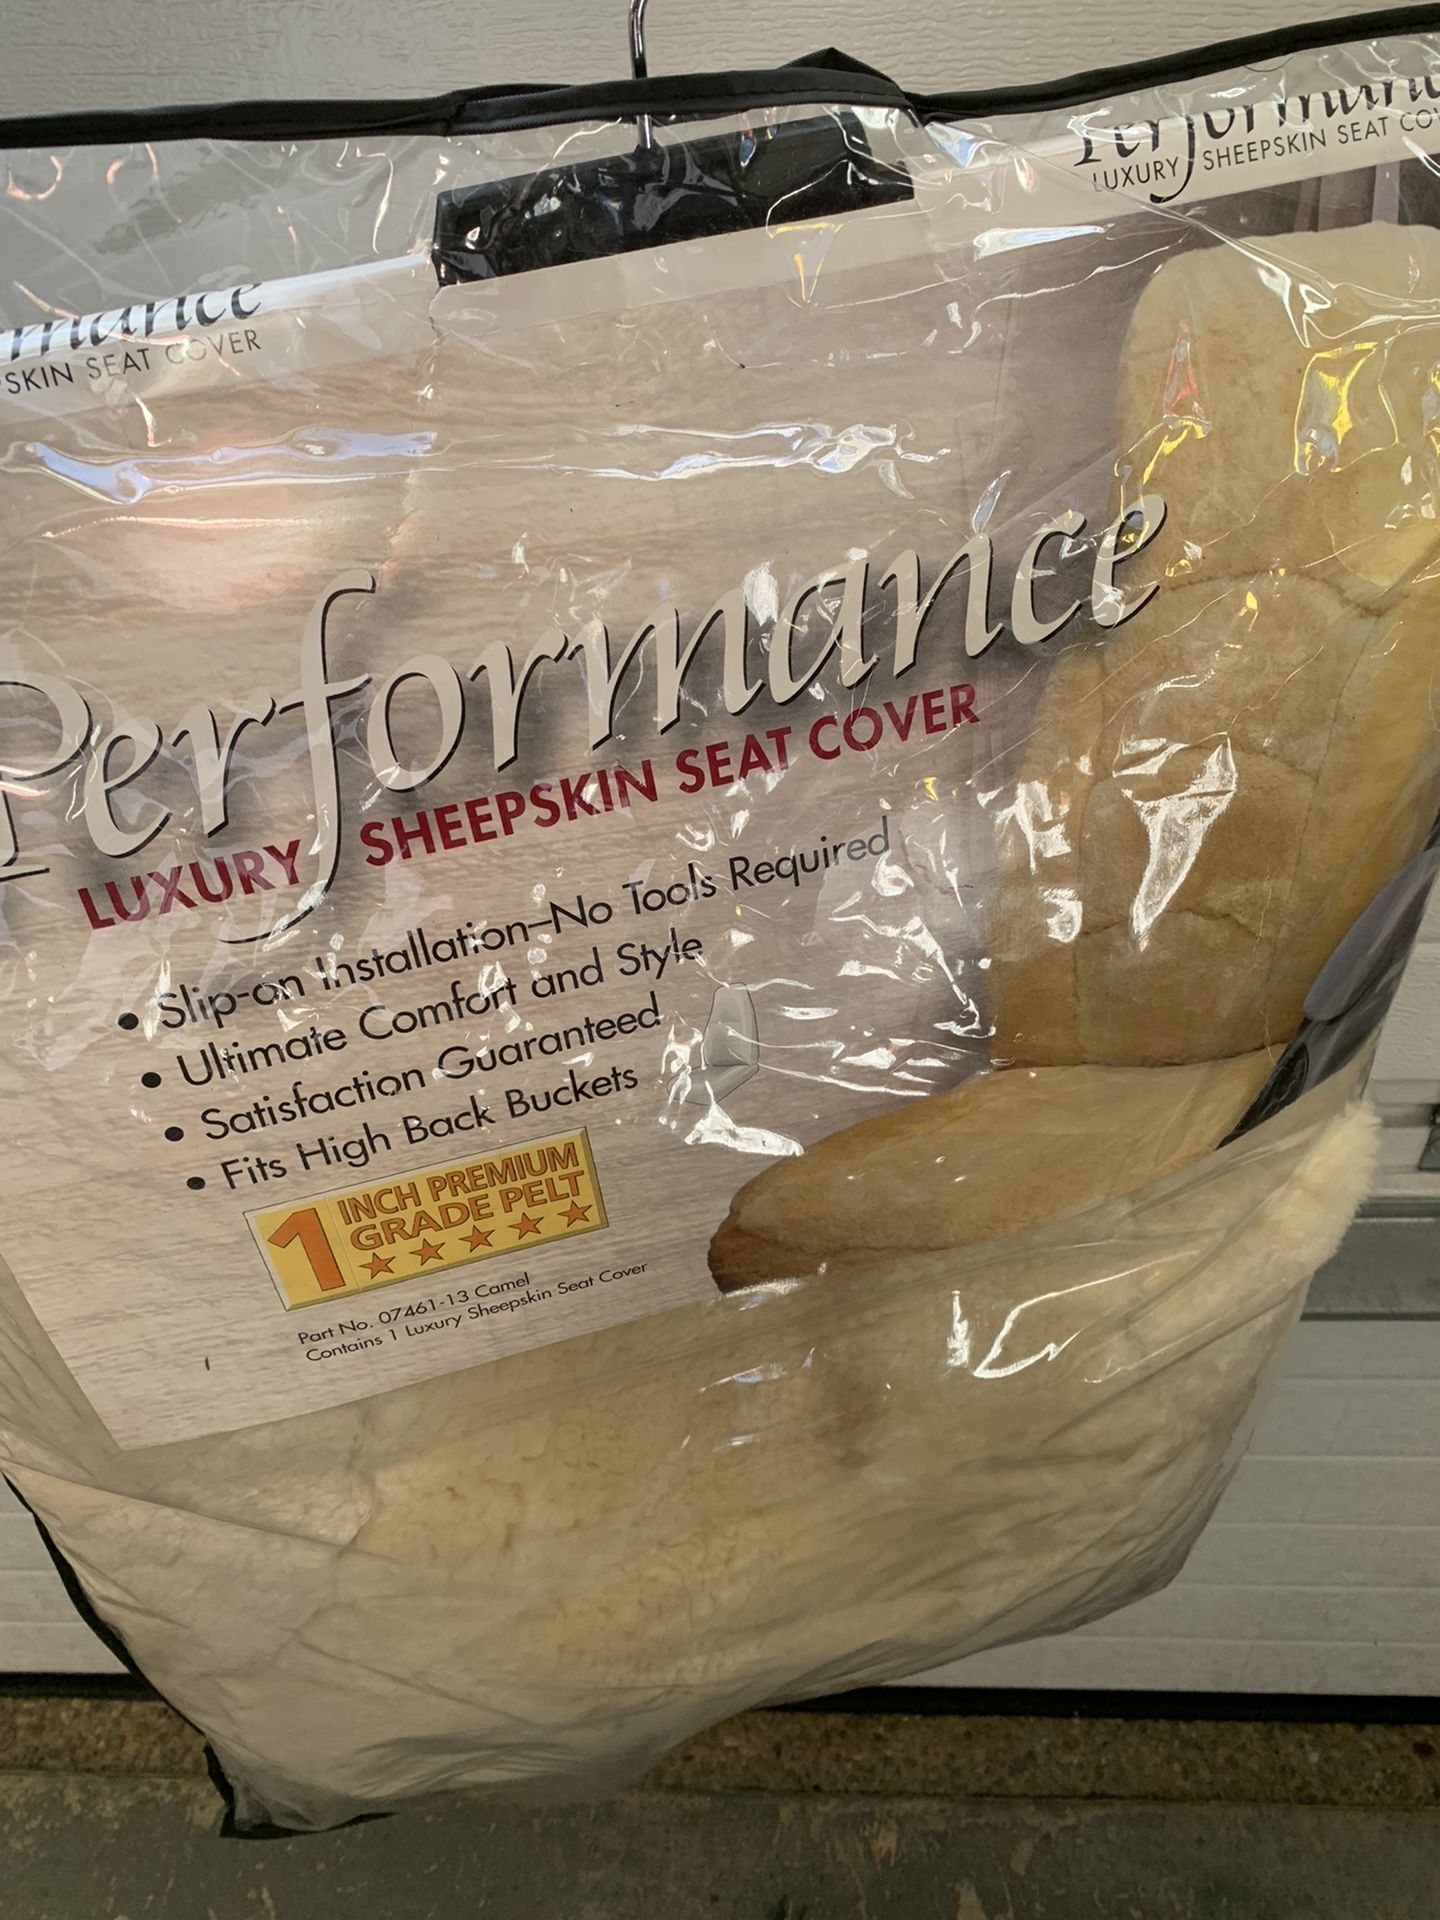 Performance
LUXURY SHEEPSKIN SEAT COV
mance
SKIN SEAT COVER
Performance
LUXURY SHEEPSKIN SEAT COVER
• Slip-on Installation–No Tools Required
• Ultimate Comfort and Style
• Satisfaction Guaranteed
• Fits High Back Buckets
1 INCH PREMIUM
GRADE PELT
Part No. 07461-13 Camel
Contains 1 Luxury Sheepskin Seat Cover